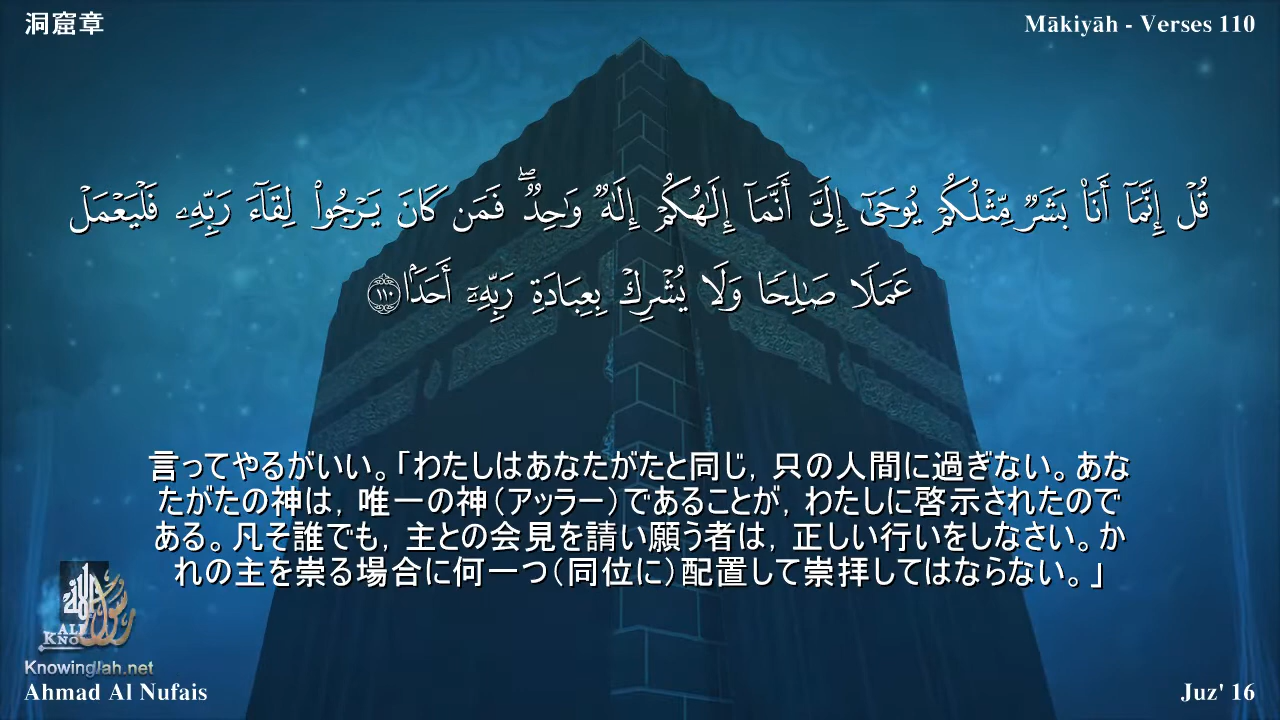 洞窟章
Mākiyāh - Verses 110
قُلْ إِنَّمَآ أَنَا۠ بَشَرٌ مِّثْلُكُمْ يُوحَىٰٓ إِلَىَّ أَنَّمَآ إِلَٰهُكُمْ إِلَٰهٌ وَٰحِدٌ ۖ فَمَن كَانَ يَرْجُوا۟ لِقَآءَ رَبِّهِۦ فَلْيَعْمَلْ
عَمَلًا صَٰلِحًا وَلَا يُشْرِكْ بِعِبَادَةِ رَبِّهِۦٓ أَحَدًۢا ١١٠
言ってやるがいい。「わたしはあなたがたと同じ, 只の人間に過ぎない。あな
たがたの神は, 唯一の神（アッラー）であることが, わたしに啓示されたので
ある。凡そ誰でも, 主との会見を請い願う者は, 正しい行いをしなさい。か
れの主を崇る場合に何一つ（同位に）配置して崇拝してはならない。」
Ahmad Al Nufais
Juz' 16